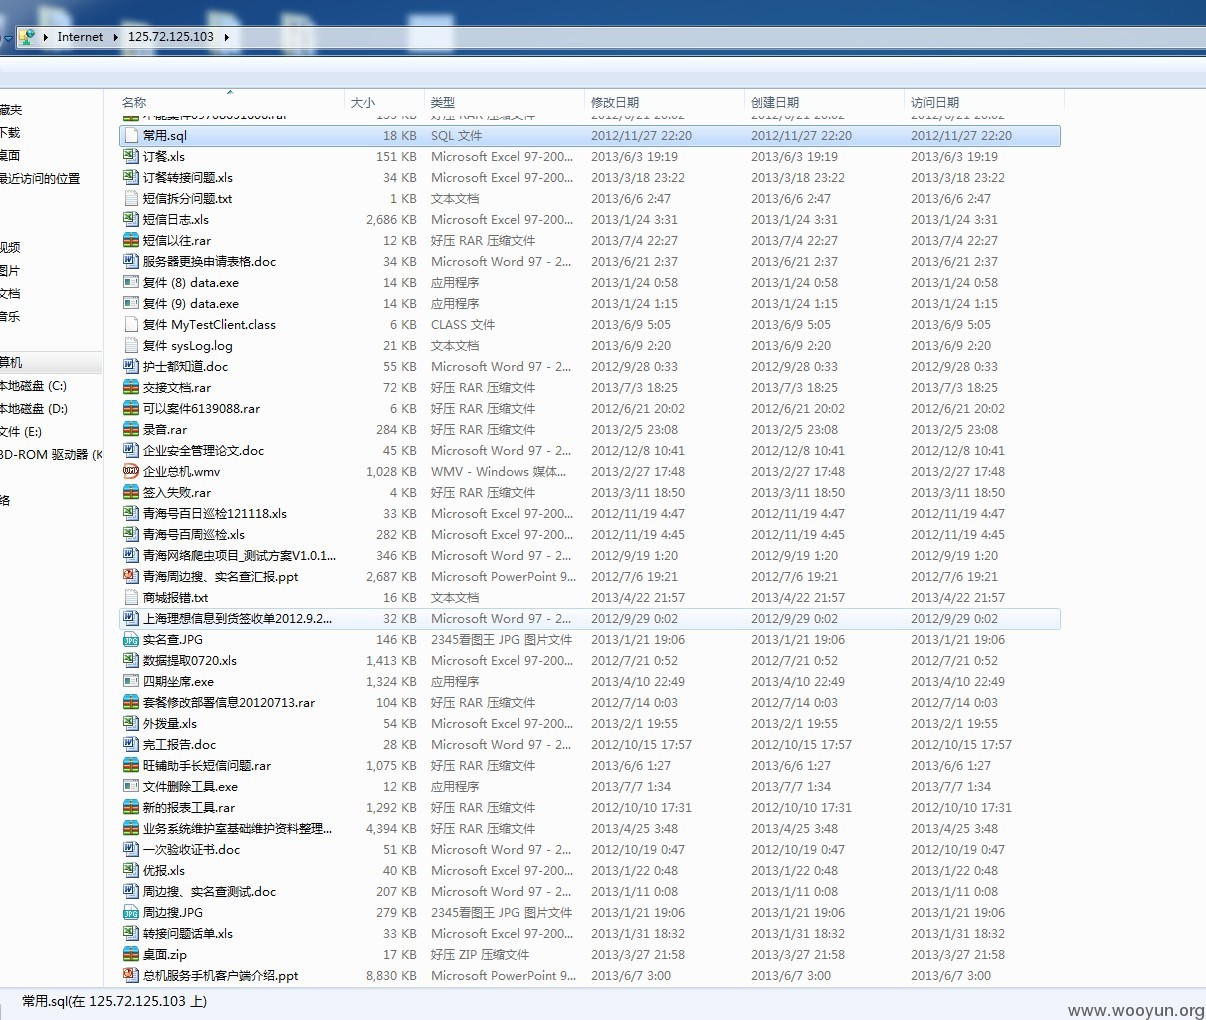 Internet 125.72.125.103
名称 大小 类型 修改日期 创建日期 访问日期
藏夹
下载
桌面
最近访问的位置
视频
图片
文档
音乐
算机
本地磁盘 (C:)
本地磁盘 (D:)
文件 (E:)
BD-ROM 驱动器 (K
络
常用.sql 18 KB SQL 文件 2012/11/27 22:20 2012/11/27 22:20 2012/11/27 22:20
订餐.xls 151 KB Microsoft Excel 97-200... 2013/6/3 19:19 2013/6/3 19:19 2013/6/3 19:19
订餐转接问题.xls 34 KB Microsoft Excel 97-200... 2013/3/18 23:22 2013/3/18 23:22 2013/3/18 23:22
短信拆分问题.txt 1 KB 文本文档 2013/6/6 2:47 2013/6/6 2:47 2013/6/6 2:47
短信日志.xls 2,686 KB Microsoft Excel 97-200... 2013/1/24 3:31 2013/1/24 3:31 2013/1/24 3:31
短信以往.rar 12 KB 好压 RAR 压缩文件 2013/7/4 22:27 2013/7/4 22:27 2013/7/4 22:27
服务器更换申请表格.doc 34 KB Microsoft Word 97 - 2... 2013/6/21 2:37 2013/6/21 2:37 2013/6/21 2:37
复件 (8) data.exe 14 KB 应用程序 2013/1/24 0:58 2013/1/24 0:58 2013/1/24 0:58
复件 (9) data.exe 14 KB 应用程序 2013/1/24 1:15 2013/1/24 1:15 2013/1/24 1:15
复件 MyTestClient.class 6 KB CLASS 文件 2013/6/9 5:05 2013/6/9 5:05 2013/6/9 5:05
复件 sysLog.log 21 KB 文本文档 2013/6/9 2:20 2013/6/9 2:20 2013/6/9 2:20
护士都知道.doc 55 KB Microsoft Word 97 - 2... 2012/9/28 0:33 2012/9/28 0:33 2012/9/28 0:33
交接文档.rar 72 KB 好压 RAR 压缩文件 2013/7/3 18:25 2013/7/3 18:25 2013/7/3 18:25
可以案件6139088.rar 6 KB 好压 RAR 压缩文件 2012/6/21 20:02 2012/6/21 20:02 2012/6/21 20:02
录音.rar 284 KB 好压 RAR 压缩文件 2013/2/5 23:08 2013/2/5 23:08 2013/2/5 23:08
企业安全管理论文.doc 45 KB Microsoft Word 97 - 2... 2012/12/8 10:41 2012/12/8 10:41 2012/12/8 10:41
企业总机.wmv 1,028 KB WMV - Windows 媒体... 2013/2/27 17:48 2013/2/27 17:48 2013/2/27 17:48
签入失败.rar 4 KB 好压 RAR 压缩文件 2013/3/11 18:50 2013/3/11 18:50 2013/3/11 18:50
青海号百日巡检121118.xls 33 KB Microsoft Excel 97-200... 2012/11/19 4:47 2012/11/19 4:47 2012/11/19 4:47
青海号百周巡检.xls 282 KB Microsoft Excel 97-200... 2012/11/19 4:45 2012/11/19 4:45 2012/11/19 4:45
青海网络爬虫项目_测试方案V1.0.1... 346 KB Microsoft Word 97 - 2... 2012/9/19 1:20 2012/9/19 1:20 2012/9/19 1:20
青海周边搜、实名查汇报.ppt 2,687 KB Microsoft PowerPoint 9... 2012/7/6 19:21 2012/7/6 19:21 2012/7/6 19:21
商城报错.txt 16 KB 文本文档 2013/4/22 21:57 2013/4/22 21:57 2013/4/22 21:57
上海理想信息到货签收单2012.9.2... 32 KB Microsoft Word 97 - 2... 2012/9/29 0:02 2012/9/29 0:02 2012/9/29 0:02
实名查.JPG 146 KB 2345看图王 JPG 图片文件 2013/1/21 19:06 2013/1/21 19:06 2013/1/21 19:06
数据提取0720.xls 1,413 KB Microsoft Excel 97-200... 2012/7/21 0:52 2012/7/21 0:52 2012/7/21 0:52
四期坐席.exe 1,324 KB 应用程序 2013/4/10 22:49 2013/4/10 22:49 2013/4/10 22:49
套餐修改部署信息20120713.rar 104 KB 好压 RAR 压缩文件 2012/7/14 0:03 2012/7/14 0:03 2012/7/14 0:03
外拨量.xls 54 KB Microsoft Excel 97-200... 2013/2/1 19:55 2013/2/1 19:55 2013/2/1 19:55
完工报告.doc 28 KB Microsoft Word 97 - 2... 2012/10/15 17:57 2012/10/15 17:57 2012/10/15 17:57
旺铺助手长短信问题.rar 1,075 KB 好压 RAR 压缩文件 2013/6/6 1:27 2013/6/6 1:27 2013/6/6 1:27
文件删除工具.exe 12 KB 应用程序 2013/7/7 1:34 2013/7/7 1:34 2013/7/7 1:34
新的报表工具.rar 1,292 KB 好压 RAR 压缩文件 2012/10/10 17:31 2012/10/10 17:31 2012/10/10 17:31
业务系统维护室基础维护资料整理... 4,394 KB 好压 RAR 压缩文件 2013/4/25 3:48 2013/4/25 3:48 2013/4/25 3:48
一次验收证书.doc 51 KB Microsoft Word 97 - 2... 2012/10/19 0:47 2012/10/19 0:47 2012/10/19 0:47
优报.xls 40 KB Microsoft Excel 97-200... 2013/1/22 0:48 2013/1/22 0:48 2013/1/22 0:48
周边搜、实名查测试.doc 207 KB Microsoft Word 97 - 2... 2013/1/11 0:08 2013/1/11 0:08 2013/1/11 0:08
周边搜.JPG 279 KB 2345看图王 JPG 图片文件 2013/1/21 19:06 2013/1/21 19:06 2013/1/21 19:06
转接问题话单.xls 33 KB Microsoft Excel 97-200... 2013/1/31 18:32 2013/1/31 18:32 2013/1/31 18:32
桌面.zip 17 KB 好压 ZIP 压缩文件 2013/3/27 21:58 2013/3/27 21:58 2013/3/27 21:58
总机服务手机客户端介绍.ppt 8,830 KB Microsoft PowerPoint 9... 2013/6/7 3:00 2013/6/7 3:00 2013/6/7 3:00
常用.sql(在 125.72.125.103 上)
www.wooyun.org